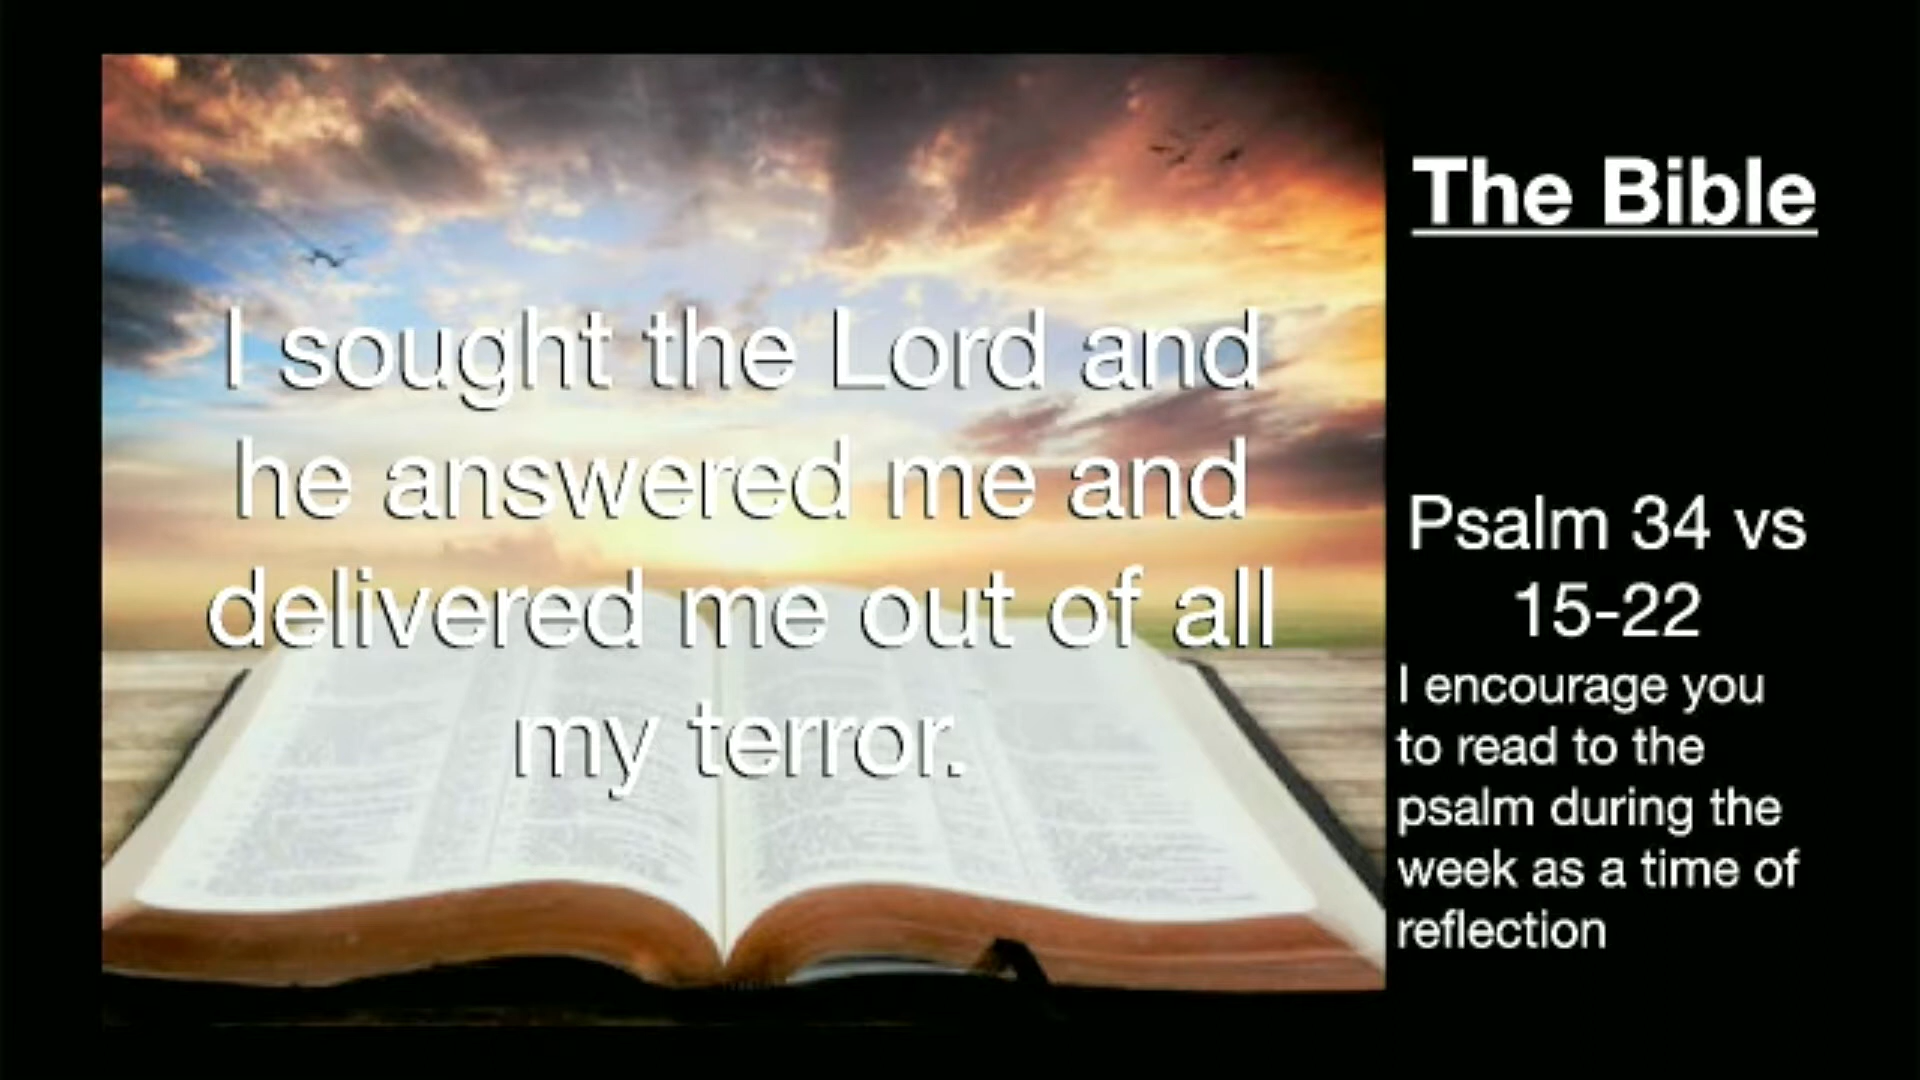 I sought the Lord and
he answered me and
delivered me out of all
my terror.
The Bible
Psalm 34 vs
15-22
I encourage you
to read to the
psalm during the
week as a time of
reflection